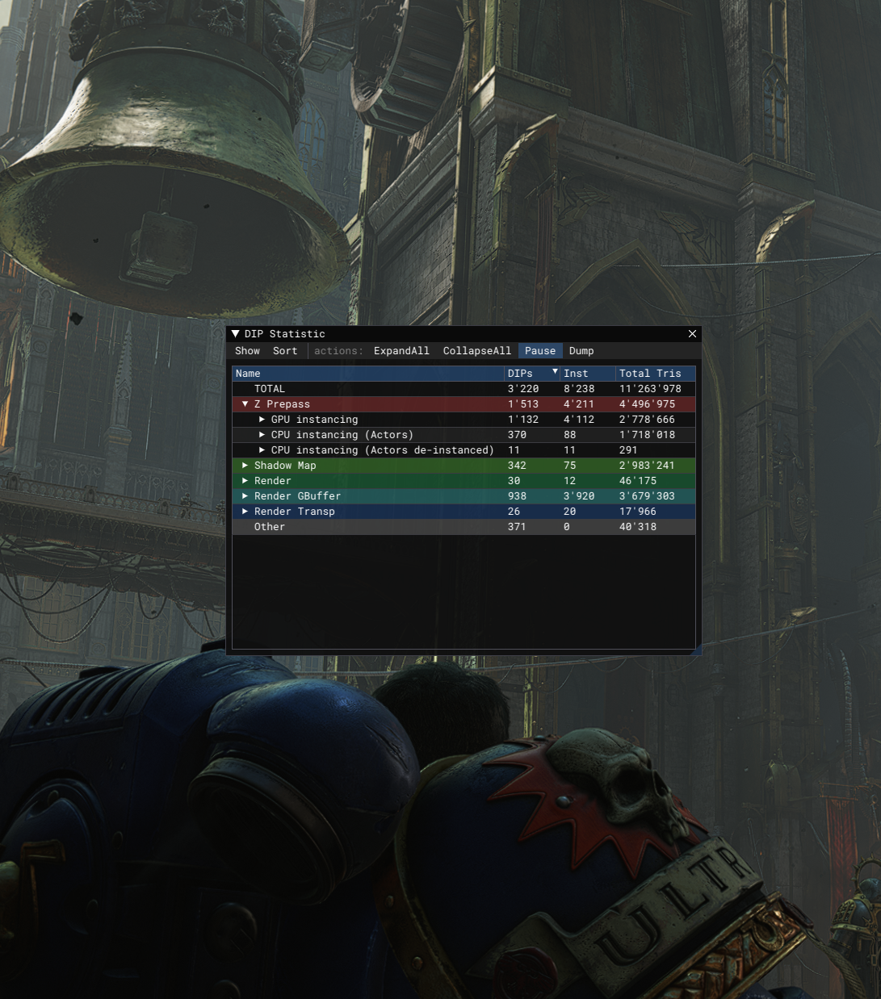 DIP Statistic
Show Sort actions: ExpandAll CollapseAll Pause Dump
Name DIPs Inst Total Tris
TOTAL 3'220 8'238 11'263'978
Z Prepass 1'513 4'211 4'496'975
GPU instancing 1'132 4'112 2'778'666
CPU instancing (Actors) 370 88 1'718'018
CPU instancing (Actors de-instanced) 11 11 291
Shadow Map 342 75 2'983'241
Render 30 12 46'175
Render GBuffer 938 3'920 3'679'303
Render Transp 26 20 17'966
Other 371 0 40'318
ULTR